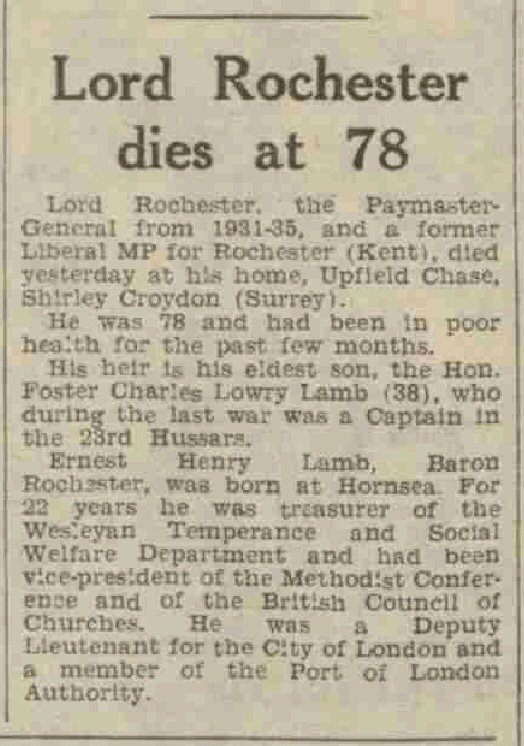 Lord Rochester
dies at 78
Lord Rochester, the Paymaster-
General from 1931-35, and a former
Liberal MP for Rochester (Kent), died
yesterday at his home, Upfield Chase,
Shirley Croydon (Surrey).
He was 78 and had been in poor
health for the past few months.
His heir is his eldest son, the Hon.
Foster Charles Lowry Lamb (38), who
during the last war was a Captain in
the 23rd Hussars.
Ernest Henry Lamb, Baron
Rochester, was born at Hornsea. For
22 years he was treasurer of the
Wesleyan Temperance and Social
Welfare Department and had been
vice-president of the Methodist Confer-
ence and of the British Council of
Churches. He was a Deputy
Lieutenant for the City of London and
a member of the Port of London
Authority.